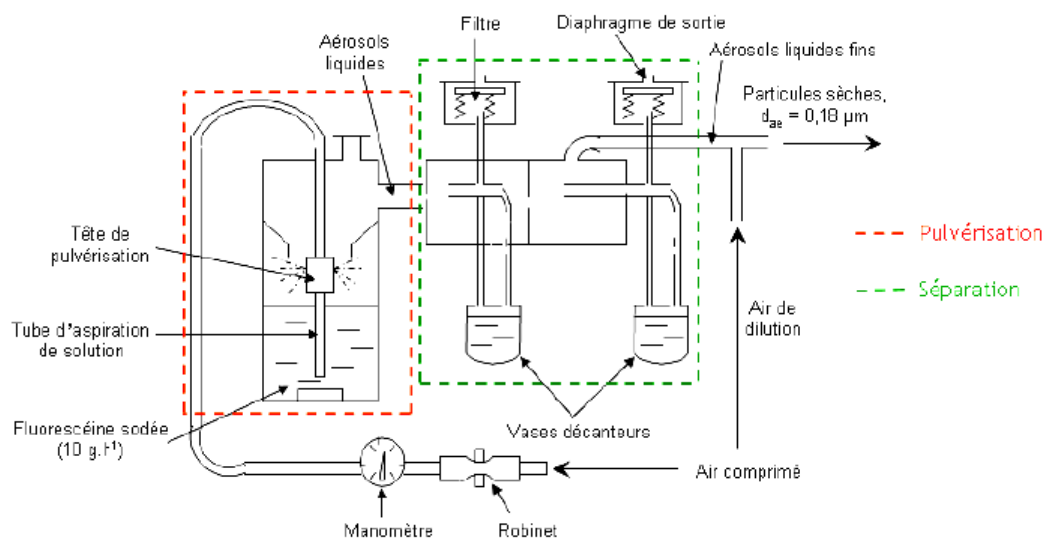 Filtre
Diaphragme de sortie
Aérosols
liquides
Aérosols liquides fins
Particules sèches,
dae = 0,18 µm
Tête de
pulvérisation
Pulvérisation
Séparation
Air de
dilution
Tube d'aspiration
de solution
Fluorescéine sodée
(10 g.l-1)
Vases décanteurs
Air comprimé
Manomètre
Robinet